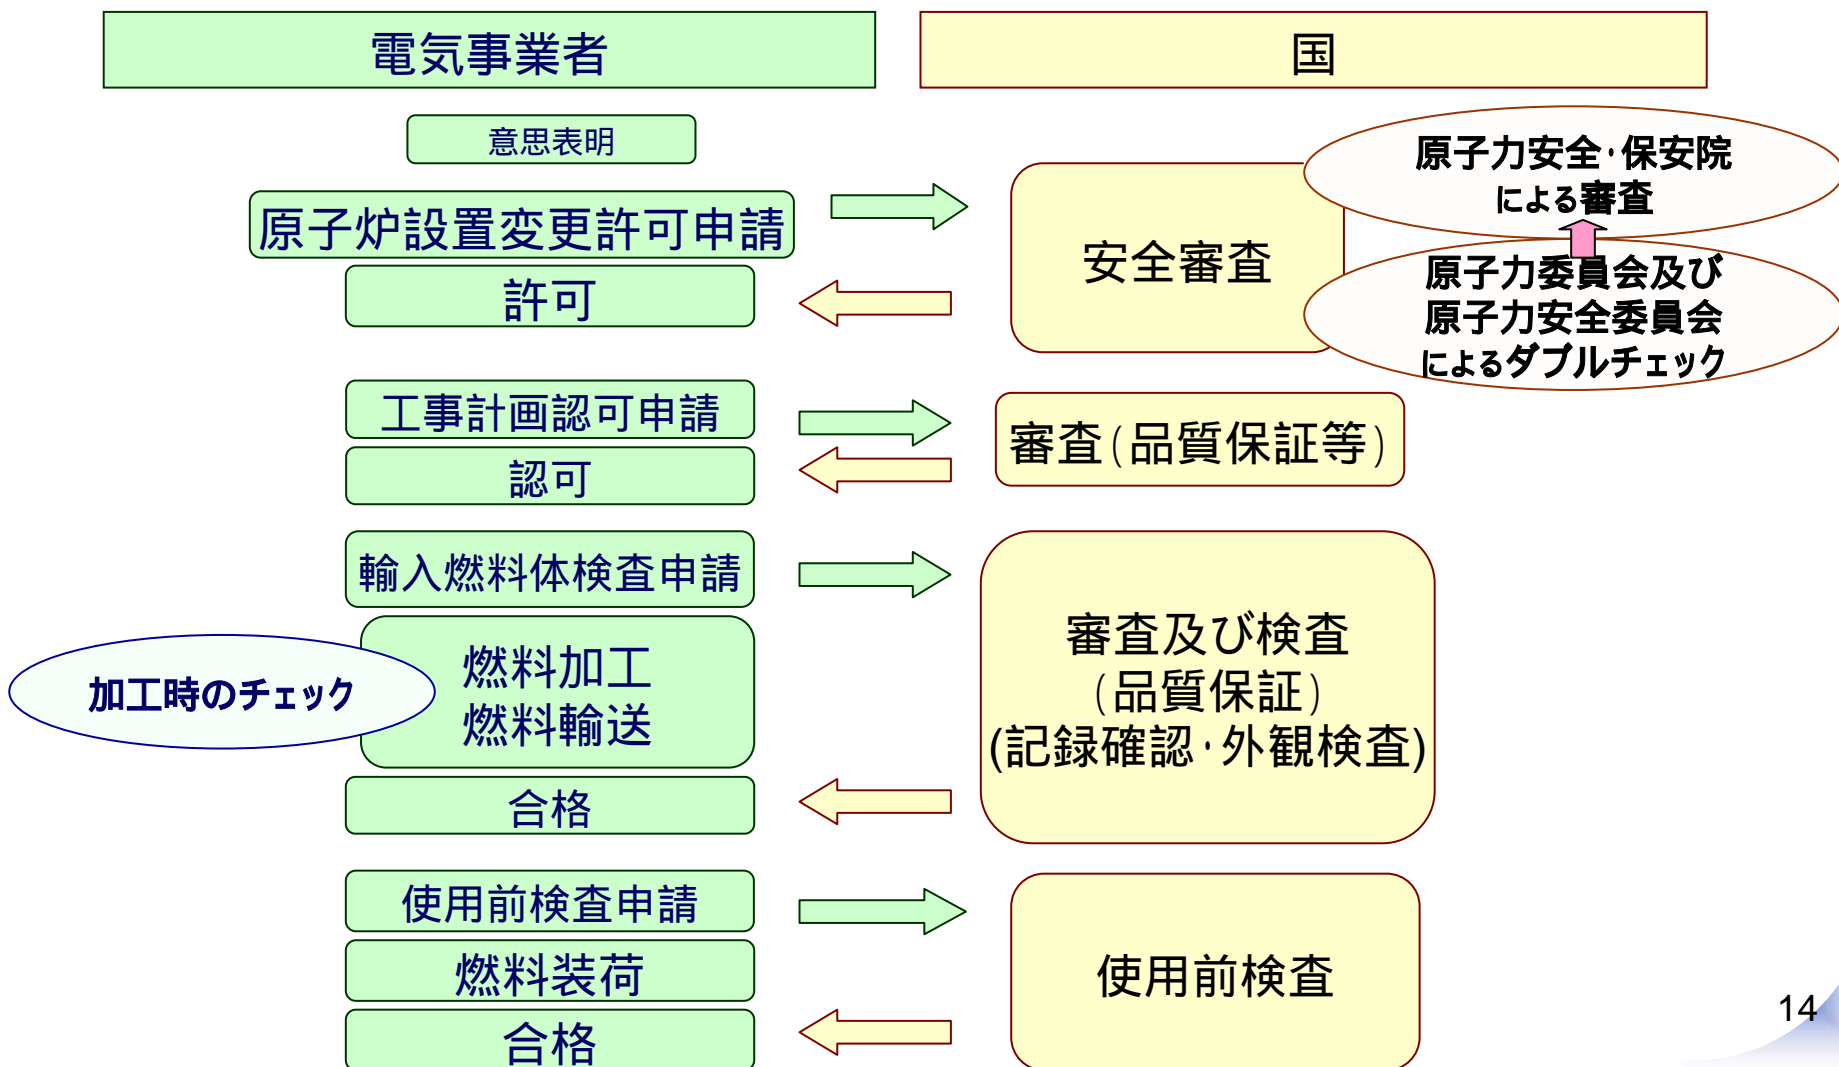 電気事業者
国
意思表明
原子炉設置変更許可申請
許可
安全審査
原子力安全・保安院
による審査
原子力委員会及び
原子力安全委員会
によるダブルチェック
工事計画認可申請
認可
審査(品質保証等)
輸入燃料体検査申請
加工時のチェック
燃料加工
燃料輸送
合格
審査及び検査
(品質保証)
(記録確認・外観検査)
使用前検査申請
燃料装荷
合格
使用前検査
14